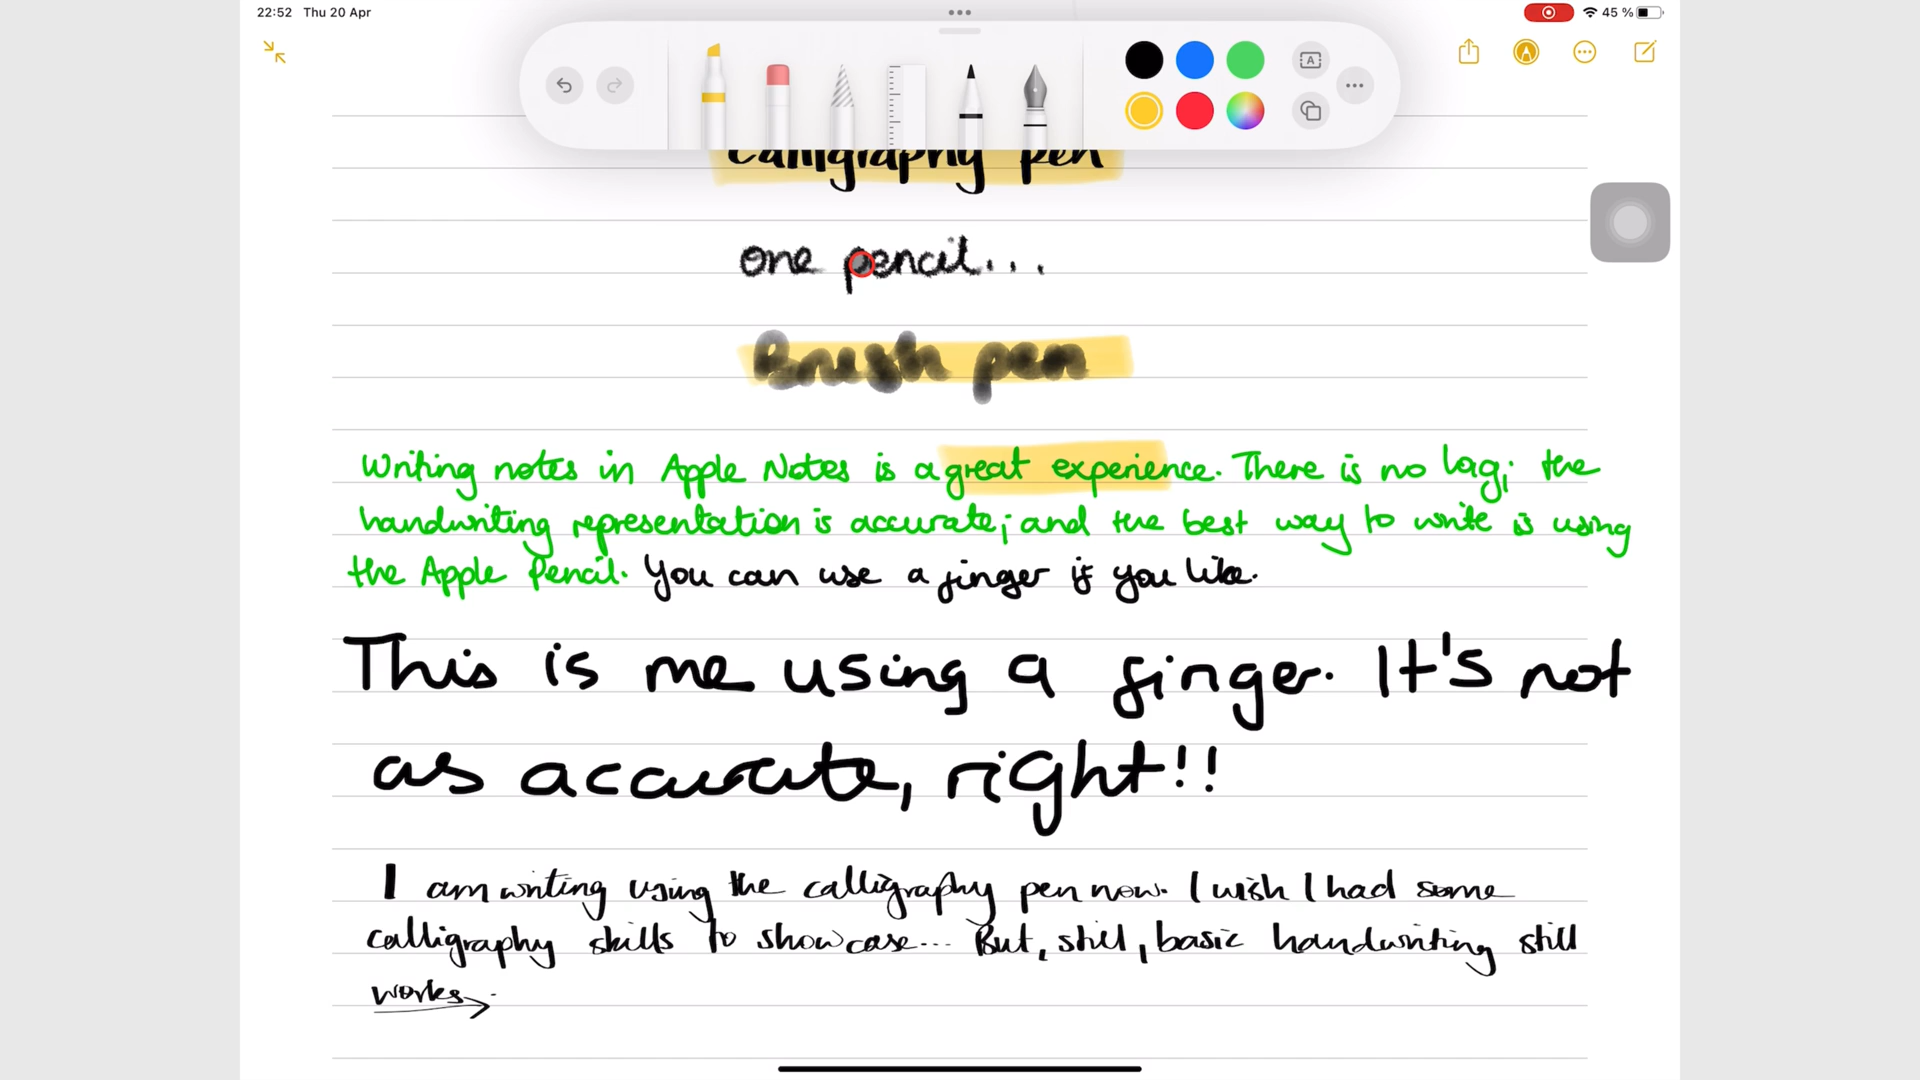 22:52 Thu 20 Apr
45 %
A
calligraphy pen
one pencil...
Brush pen
Writing notes in Apple Notes is a great experience. There is no lag; the
handwriting representation is accurate; and the best way to write is using
the Apple Pencil. You can use a finger if you like.
This is me using a finger. It's not
as accurate, right!!
I am writing using the calligraphy pen now. I wish I had some
calligraphy skills to showcase... But, still, basic handwriting still
works.